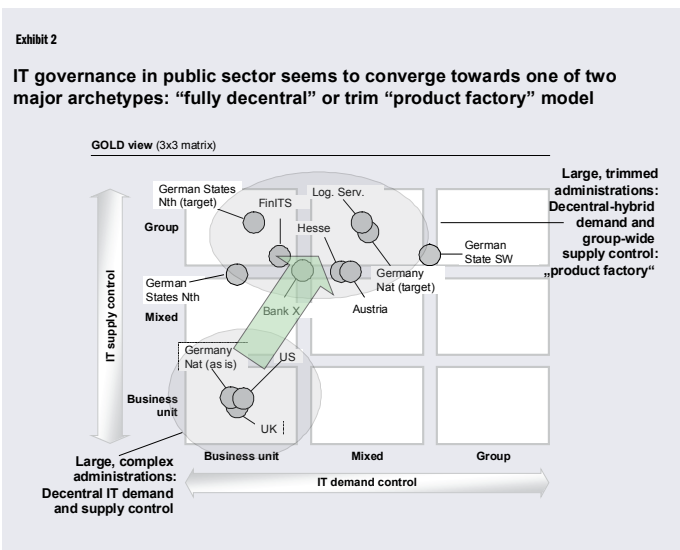 Exhibit 2
IT governance in public sector seems to converge towards one of two
major archetypes: “fully decentral” or trim “product factory” model
GOLD view (3x3 matrix)
Large, trimmed
administrations:
Decentral-hybrid
demand and
group-wide
supply control:
„product factory“
German States
Nth (target)
FinITS
Log. Serv.
Group
Hesse
German
State SW
Germany
Nat (target)
German
States Nth
Bank X
Austria
Mixed
IT supply control
Germany
Nat (as is)
US
Business
unit
UK
Business unit
Mixed
Group
Large, complex
administrations:
Decentral IT demand
and supply control
IT demand control